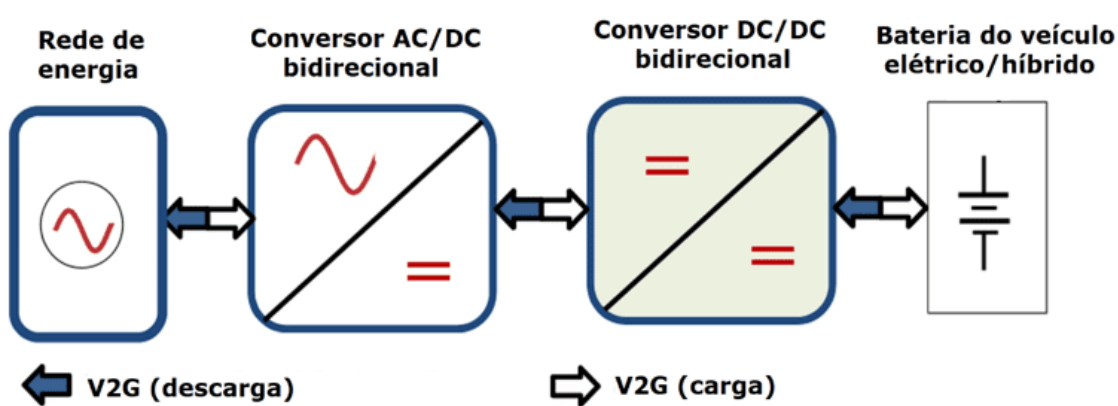 Rede de
energia
Conversor AC/DC
bidirecional
Conversor DC/DC
bidirecional
Bateria do veículo
elétrico/híbrido
V2G (descarga)
V2G (carga)